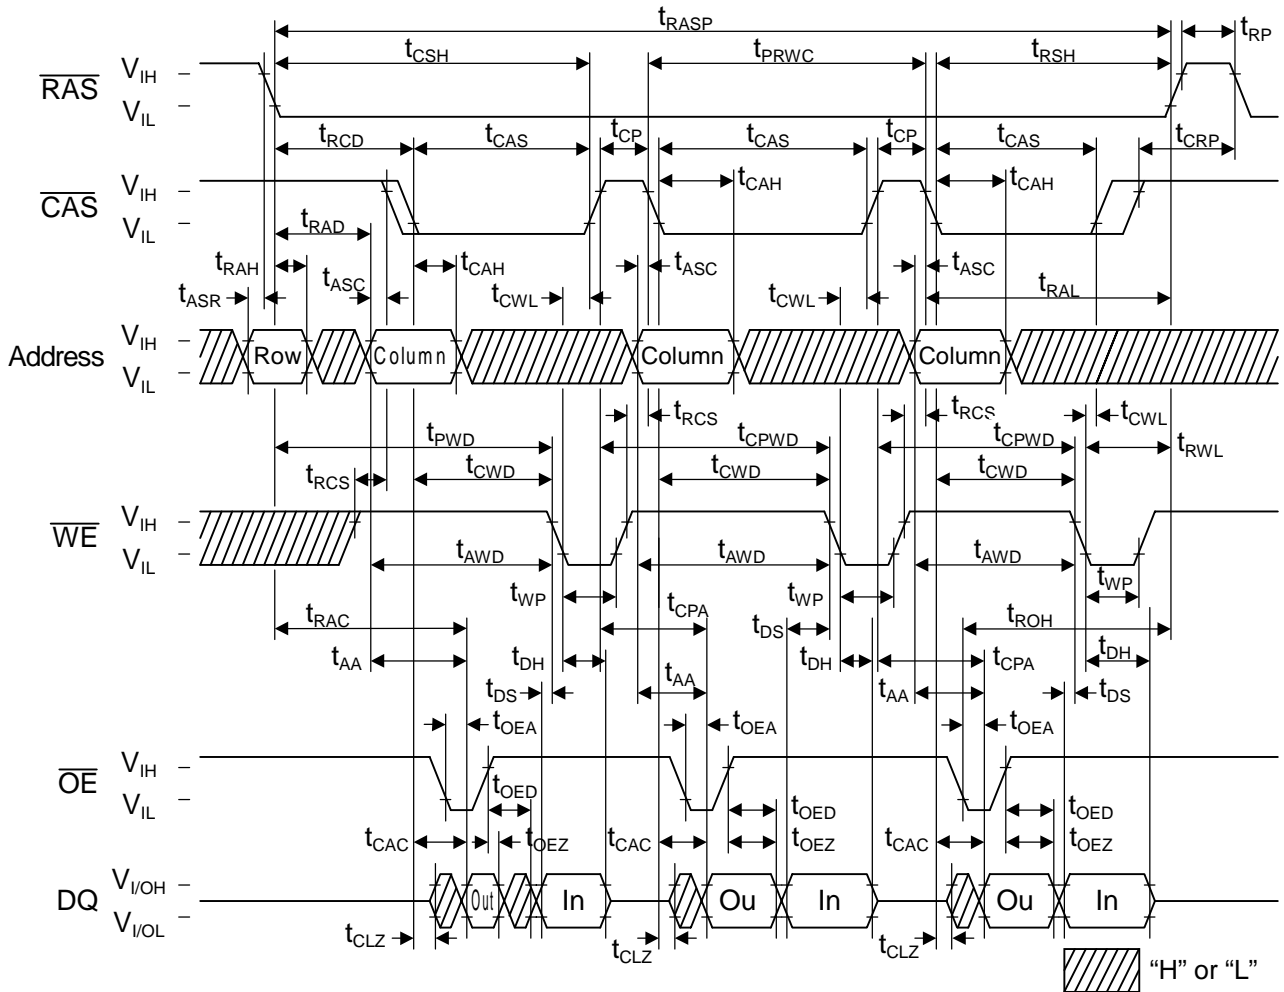 tRASP
tRP
tCSH tPRWC tRSH
RAS VIH
VIL
tRCD tCAS tCP tCAS tCP tCAS tCRP
CAS VIH
VIL
tCAH tCAH
tRAD
tRAH tASC tCAH tASC tASC
tASR tCWL tCWL tRAL
Address VIH
VIL
Row Column Column Column
tRCS tRCS tCWL
tPWD tCPWD tCPWD tRWL
tRCS tCWD tCWD tCWD
WE VIH
VIL
tAWD tAWD tAWD
tWP tWP tWP
tRAC tCPA tDS tROH
tAA tDH tDH tCPA tDH
tDS tAA tAA tDS
tOEA tOEA tOEA
OE VIH
VIL
tOED tOED tOED
tCAC tOEZ tCAC tOEZ tCAC tOEZ
DQ VI/OH
VI/OL
Out In Ou In Ou In
tCLZ tCLZ tCLZ
“H” or “L”